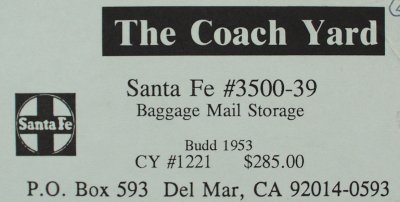 The Coach Yard
Santa Fe #3500-39
Baggage Mail Storage
Santa Fe
Budd 1953
CY #1221 $285.00
P.O. Box 593 Del Mar, CA 92014-0593